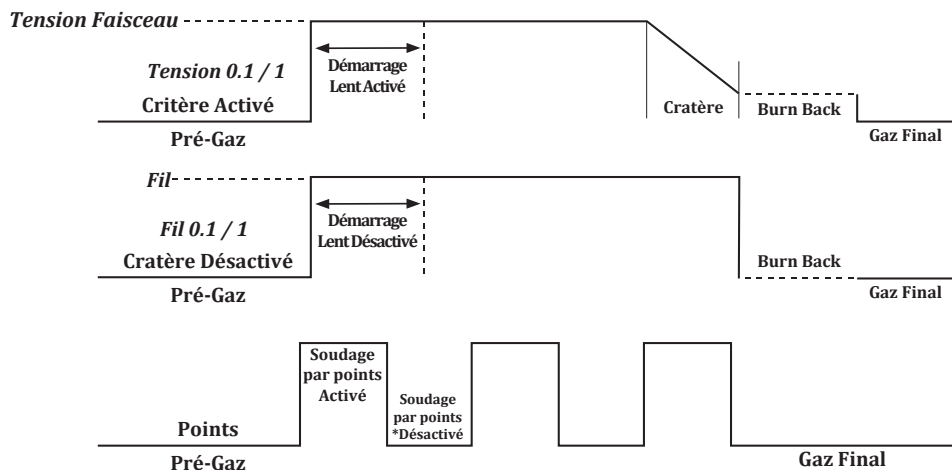 Tension Faisceau
Démarrage
Lent Activé
Tension 0.1 / 1
Critère Activé
Cratère
Burn Back
Pré-Gaz
Gaz Final
Fil
Démarrage
Lent Désactivé
Fil 0.1 / 1
Cratère Désactivé
Burn Back
Pré-Gaz
Gaz Final
Soudage
par points
Activé
Soudage
par points
*Désactivé
Points
Pré-Gaz
Gaz Final